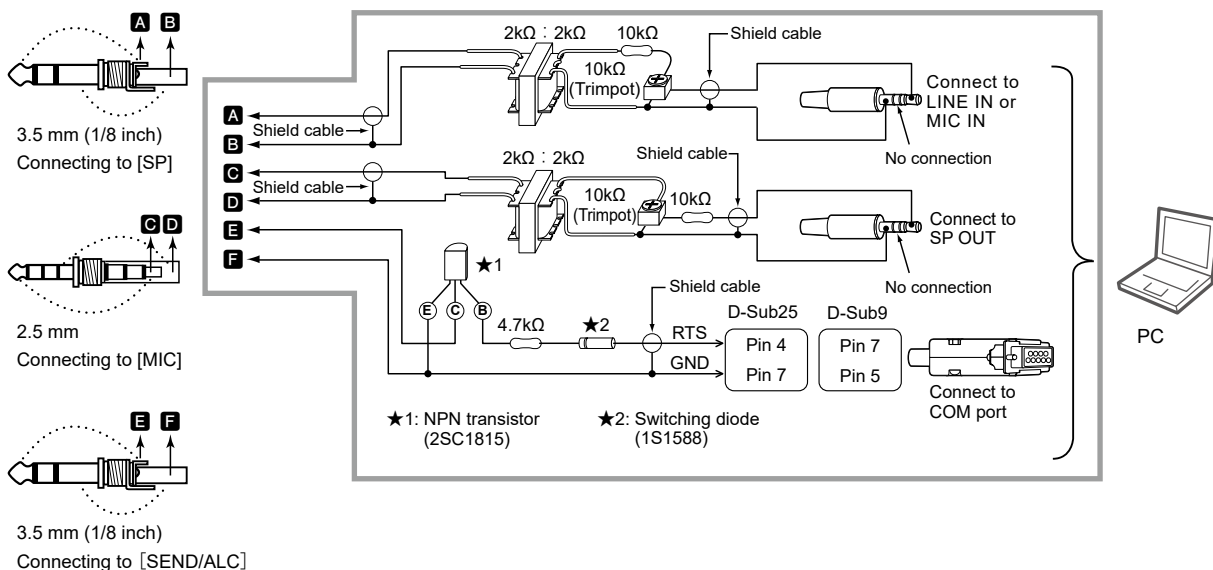 A B
3.5 mm (1/8 inch)
Connecting to [SP]
C D
2.5 mm
Connecting to [MIC]
E F
3.5 mm (1/8 inch)
Connecting to [SEND/ALC]
A
Shield cable
B
C
Shield cable
D
E
F
2kΩ : 2kΩ
10kΩ
10kΩ
(Trimpot)
Shield cable
Connect to
LINE IN or
MIC IN
No connection
2kΩ : 2kΩ
Shield cable
10kΩ
(Trimpot)
10kΩ
Connect to
SP OUT
No connection
★1
E C B
4.7kΩ
★2
Shield cable
RTS
GND
D-Sub25
Pin 4
Pin 7
D-Sub9
Pin 7
Pin 5
Connect to
COM port
★1: NPN transistor
(2SC1815)
★2: Switching diode
(1S1588)
PC